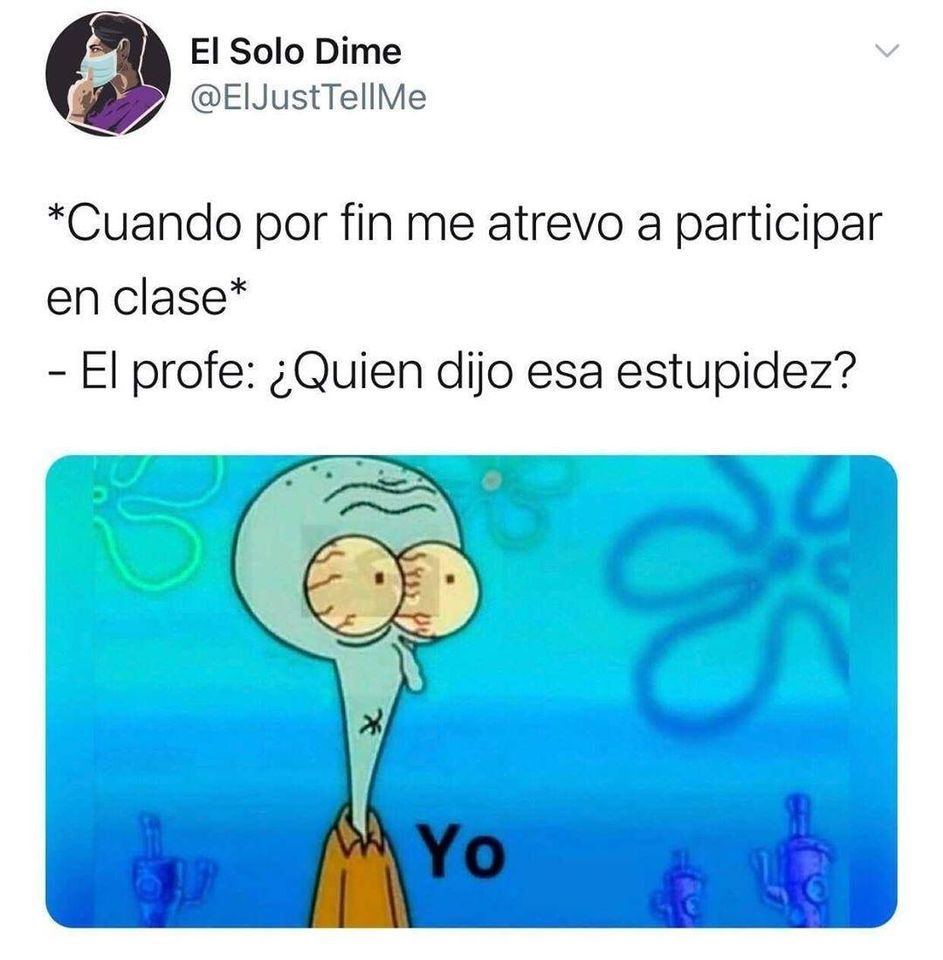 El Solo Dime
@ElJustTellMe
*Cuando por fin me atrevo a participar
en clase*
- El profe: ¿Quien dijo esa estupidez?
Yo